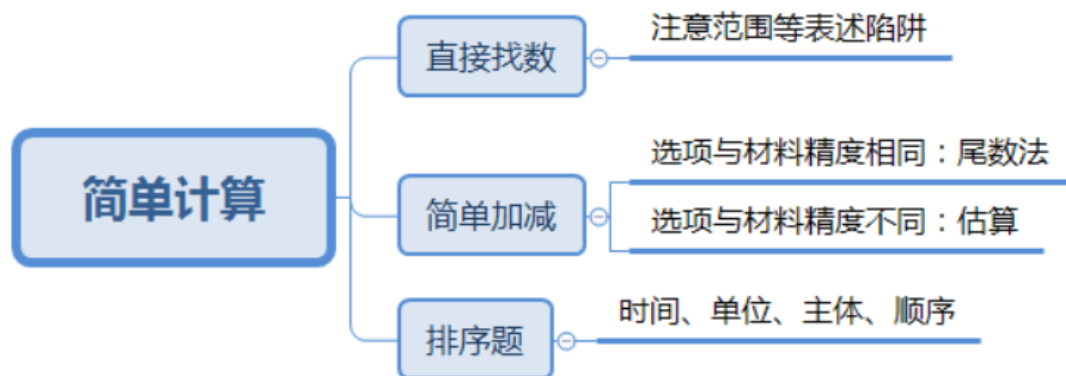 简单计算
直接找数
注意范围等表述陷阱
简单加减
选项与材料精度相同：尾数法
选项与材料精度不同：估算
排序题
时间、单位、主体、顺序